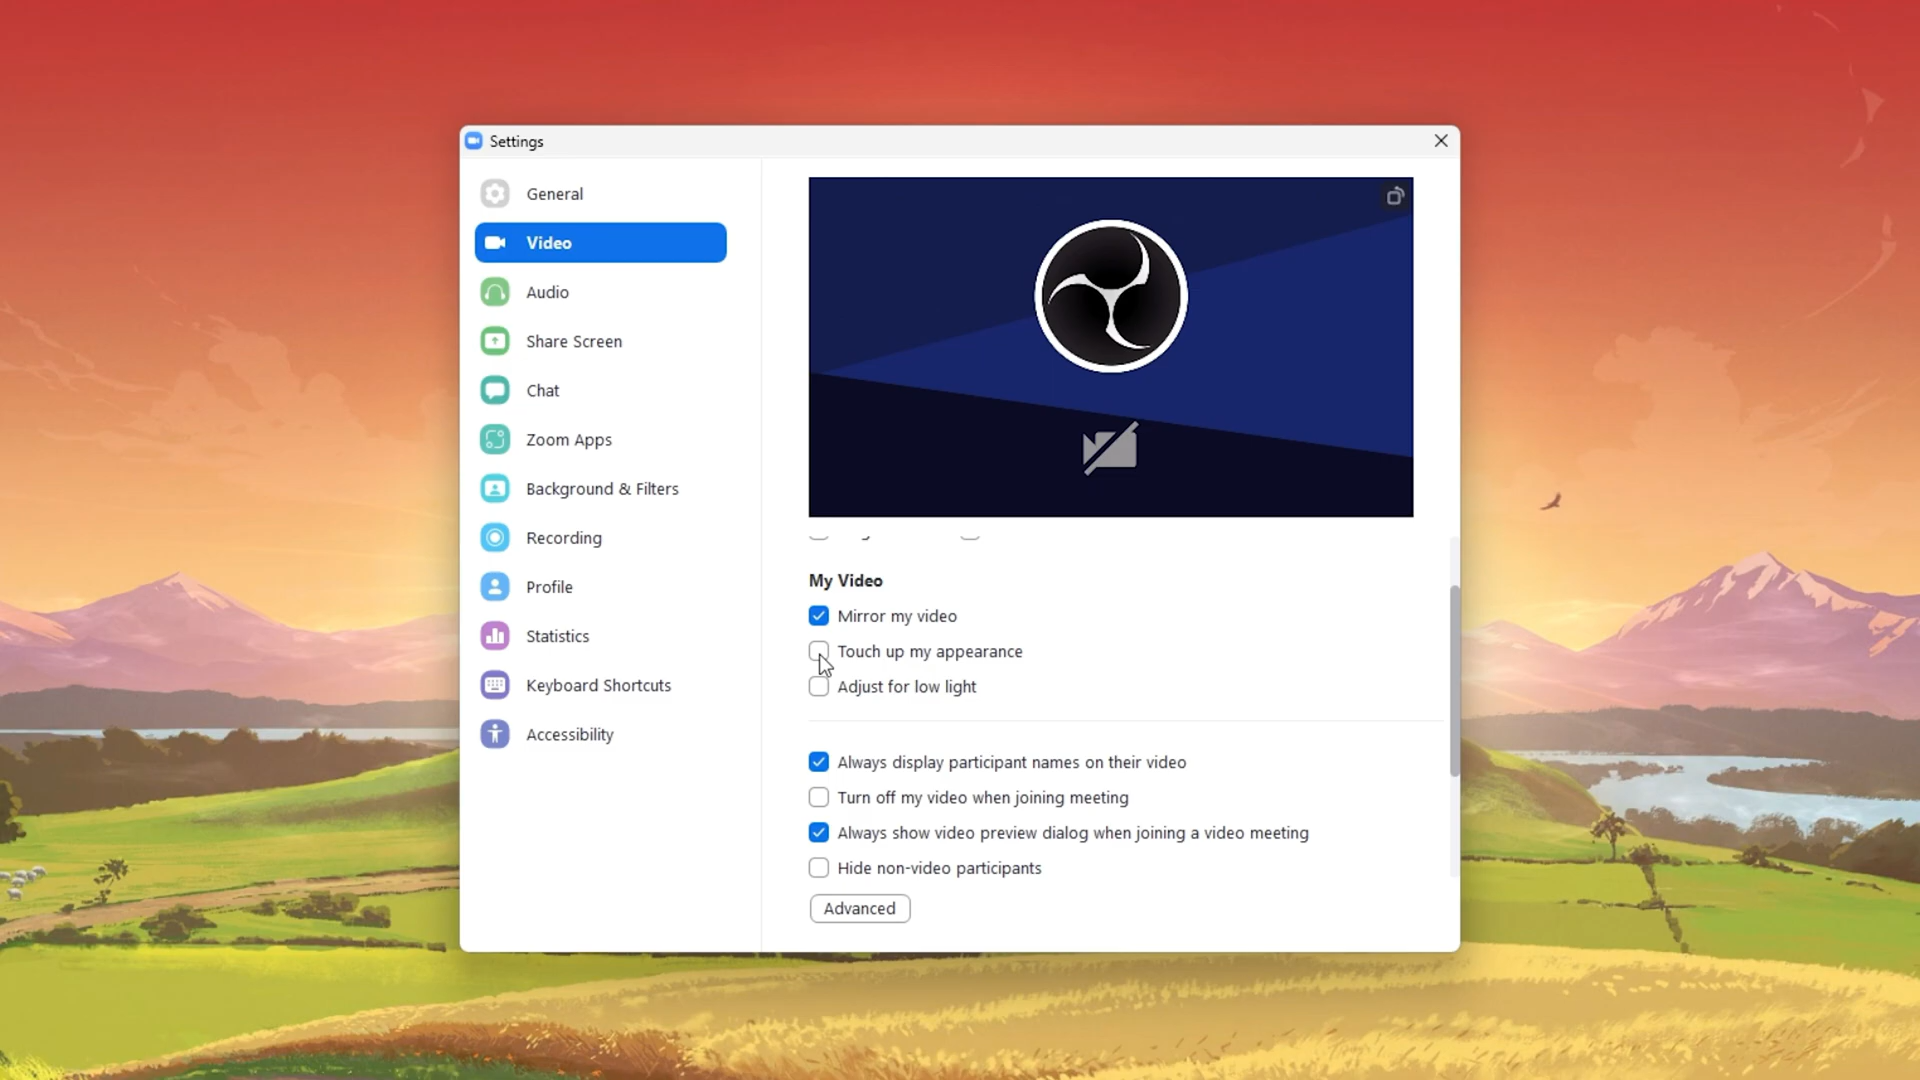 Settings
General
Video
Audio
Share Screen
Chat
Zoom Apps
Background & Filters
Recording
Profile
Statistics
Keyboard Shortcuts
Accessibility
My Video
Mirror my video
Touch up my appearance
Adjust for low light
Always display participant names on their video
Turn off my video when joining meeting
Always show video preview dialog when joining a video meeting
Hide non-video participants
Advanced